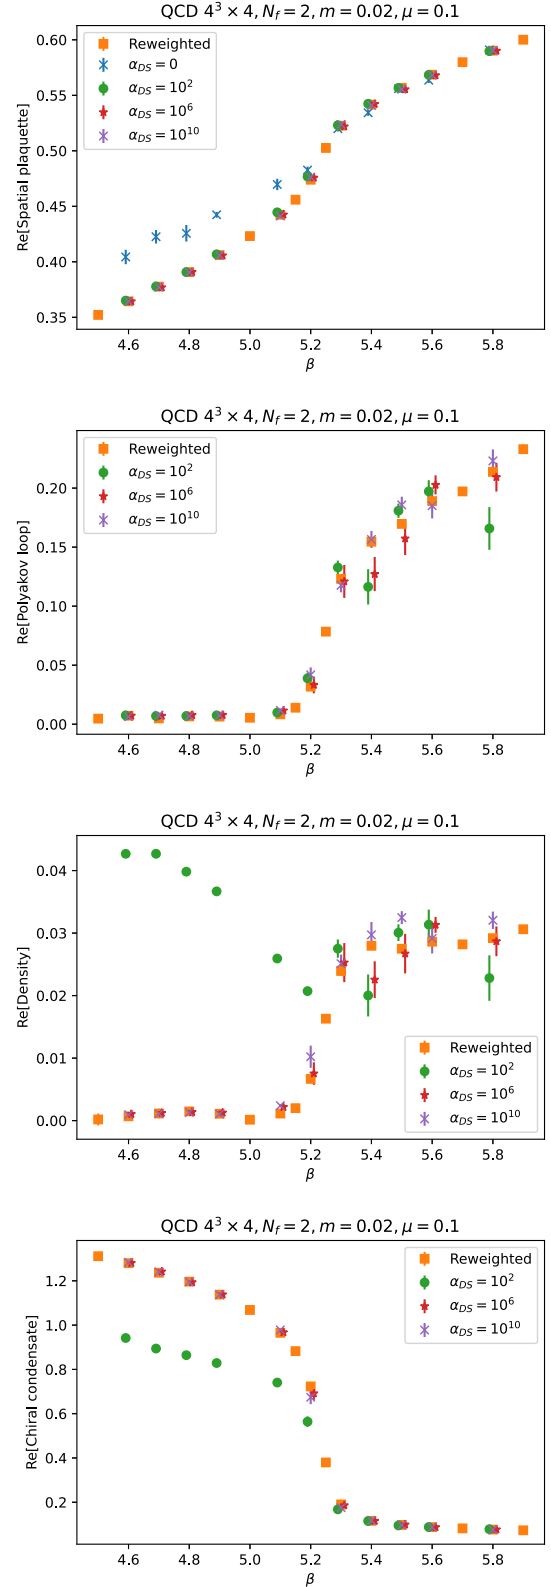 QCD 4³ × 4, N_f = 2, m = 0.02, μ = 0.1
Re[Spatial plaquette]
0.60
0.55
0.50
0.45
0.40
0.35
Reweighted
α_DS = 0
α_DS = 10²
α_DS = 10⁶
α_DS = 10¹⁰
4.6 4.8 5.0 5.2 5.4 5.6 5.8
β
QCD 4³ × 4, N_f = 2, m = 0.02, μ = 0.1
Re[Polyakov loop]
0.20
0.15
0.10
0.05
0.00
Reweighted
α_DS = 10²
α_DS = 10⁶
α_DS = 10¹⁰
4.6 4.8 5.0 5.2 5.4 5.6 5.8
β
QCD 4³ × 4, N_f = 2, m = 0.02, μ = 0.1
Re[Density]
0.04
0.03
0.02
0.01
0.00
Reweighted
α_DS = 10²
α_DS = 10⁶
α_DS = 10¹⁰
4.6 4.8 5.0 5.2 5.4 5.6 5.8
β
QCD 4³ × 4, N_f = 2, m = 0.02, μ = 0.1
Re[Chiral condensate]
1.2
1.0
0.8
0.6
0.4
0.2
Reweighted
α_DS = 10²
α_DS = 10⁶
α_DS = 10¹⁰
4.6 4.8 5.0 5.2 5.4 5.6 5.8
β